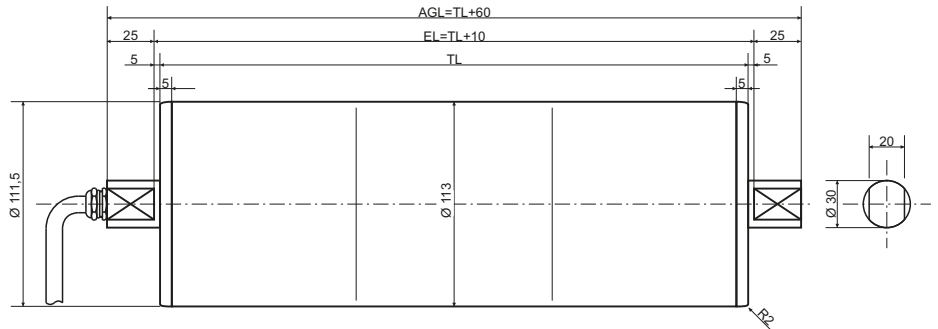 AGL=TL+60
25 EL=TL+10 25
5 TL 5
5 5
Ø 111,5
Ø 113
20
Ø 30
R2